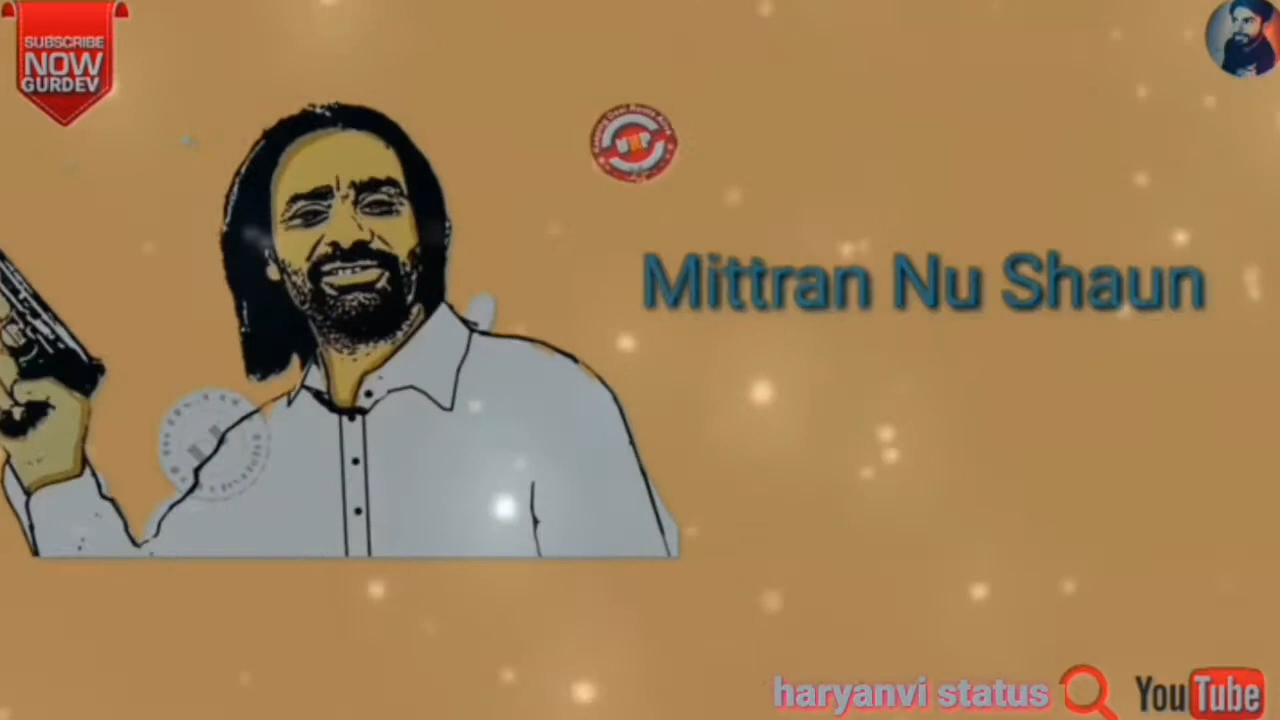 SUBSCRIBE
NOW
GURDEV
Mittran Nu Shaun
haryanvi status
YouTube